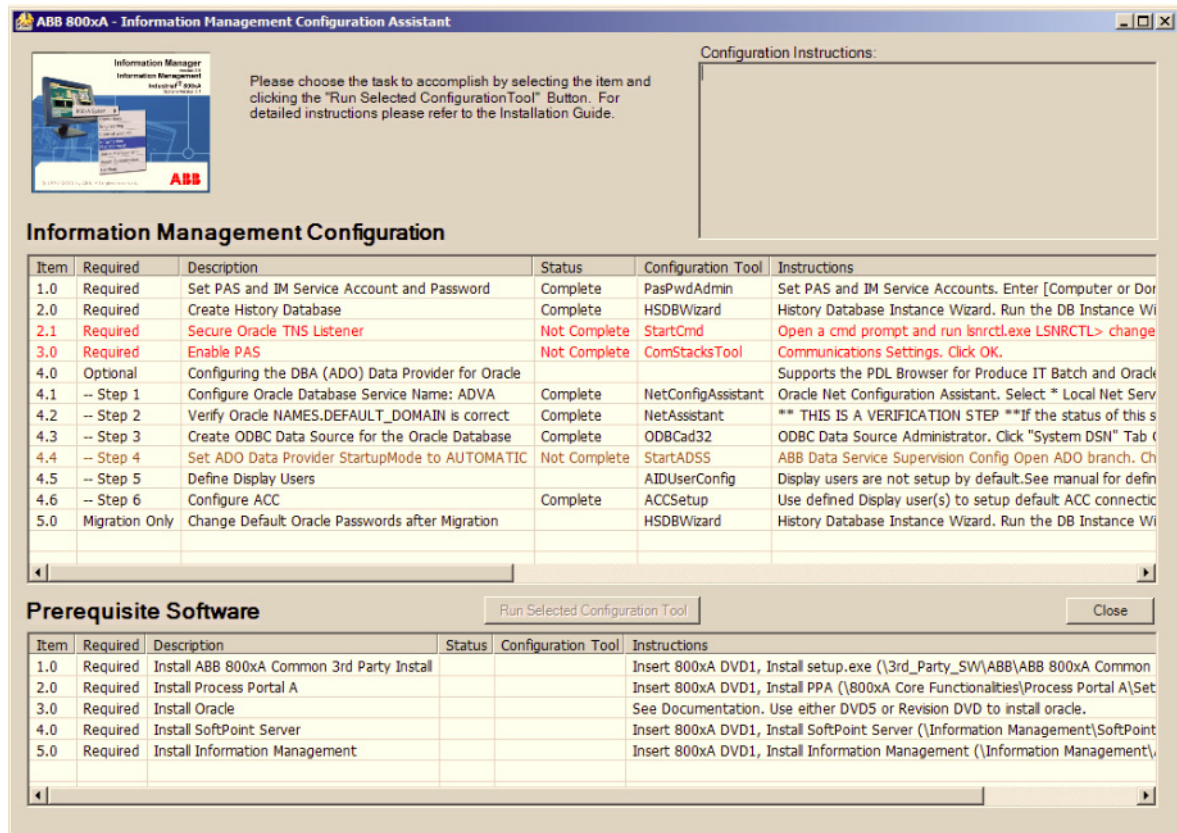 ABB 800xA - Information Management Configuration Assistant
Information Manager
Information Management
Industrial IT 800xA
ABB
Please choose the task to accomplish by selecting the item and
clicking the "Run Selected ConfigurationTool" Button. For
detailed instructions please refer to the Installation Guide.
Configuration Instructions:
Information Management Configuration
Item Required Description Status Configuration Tool Instructions
1.0 Required Set PAS and IM Service Account and Password Complete PasPwdAdmin Set PAS and IM Service Accounts. Enter [Computer or Dor
2.0 Required Create History Database Complete HSDBWizard History Database Instance Wizard. Run the DB Instance Wi
2.1 Required Secure Oracle TNS Listener Not Complete StartCmd Open a cmd prompt and run lsnrctl.exe LSNRCTL> change
3.0 Required Enable PAS Not Complete ComStacksTool Communications Settings. Click OK.
4.0 Optional Configuring the DBA (ADO) Data Provider for Oracle Supports the PDL Browser for Produce IT Batch and Oracle
4.1 -- Step 1 Configure Oracle Database Service Name: ADVA Complete NetConfigAssistant Oracle Net Configuration Assistant. Select * Local Net Serv
4.2 -- Step 2 Verify Oracle NAMES.DEFAULT_DOMAIN is correct Complete NetAssistant ** THIS IS A VERIFICATION STEP **If the status of this s
4.3 -- Step 3 Create ODBC Data Source for the Oracle Database Complete ODBCad32 ODBC Data Source Administrator. Click "System DSN" Tab
4.4 -- Step 4 Set ADO Data Provider StartupMode to AUTOMATIC Not Complete StartADSS ABB Data Service Supervision Config Open ADO branch. Ch
4.5 -- Step 5 Define Display Users AIDUserConfig Display users are not setup by default.See manual for defin
4.6 -- Step 6 Configure ACC Complete ACCSetup Use defined Display user(s) to setup default ACC connectic
5.0 Migration Only Change Default Oracle Passwords after Migration HSDBWizard History Database Instance Wizard. Run the DB Instance Wi
Prerequisite Software
Run Selected Configuration Tool
Close
Item Required Description Status Configuration Tool Instructions
1.0 Required Install ABB 800xA Common 3rd Party Install Insert 800xA DVD1, Install setup.exe (\3rd_Party_SW\ABB\ABB 800xA Common
2.0 Required Install Process Portal A Insert 800xA DVD1, Install PPA (\800xA Core Functionalities\Process Portal A\Set
3.0 Required Install Oracle See Documentation. Use either DVD5 or Revision DVD to install oracle.
4.0 Required Install SoftPoint Server Insert 800xA DVD1, Install SoftPoint Server (\Information Management\SoftPoint
5.0 Required Install Information Management Insert 800xA DVD1, Install Information Management (\Information Management\